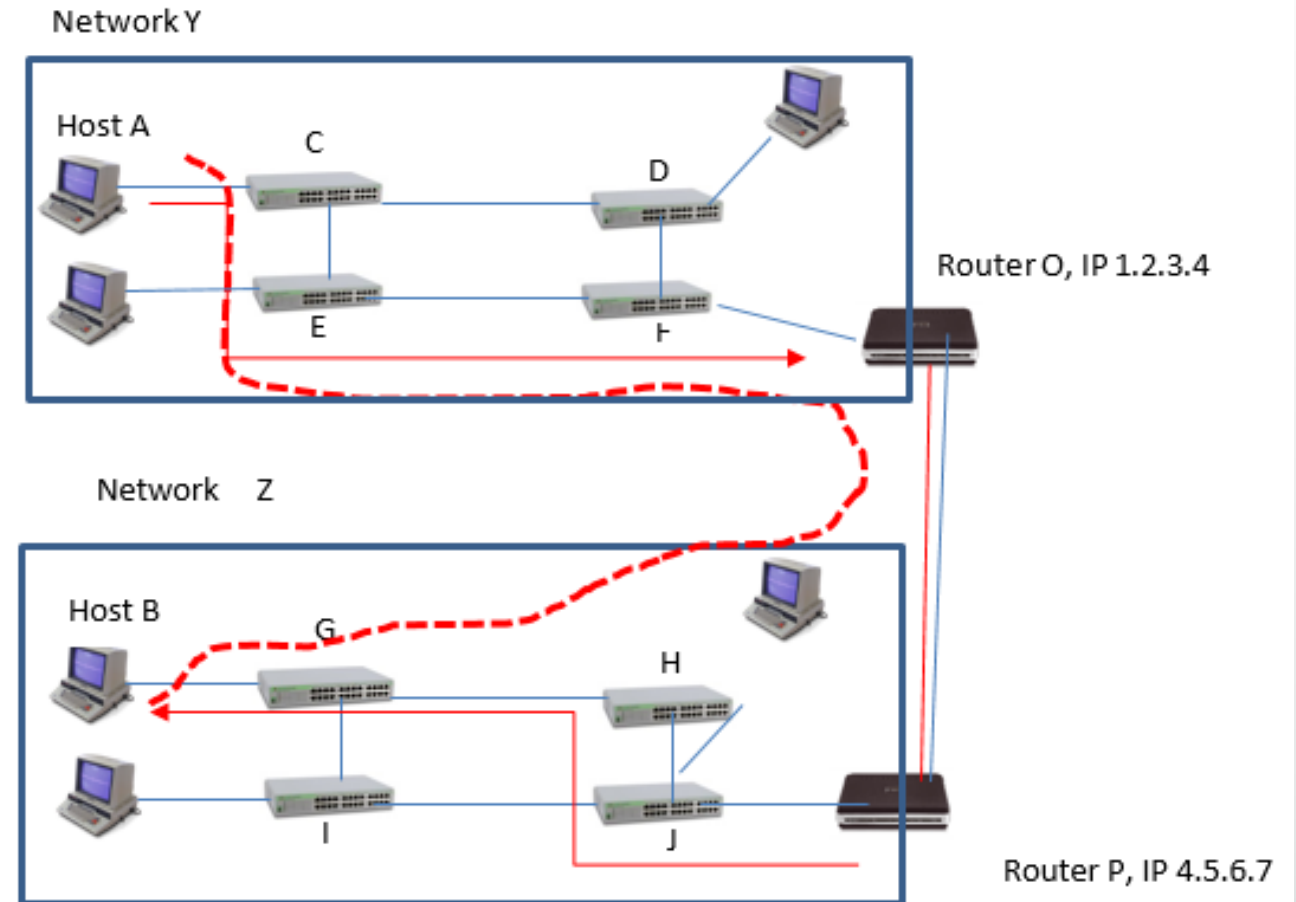 Network Y
Host A
C
D
Router O, IP 1.2.3.4
E
Network Z
Host B
G
H
I
J
Router P, IP 4.5.6.7